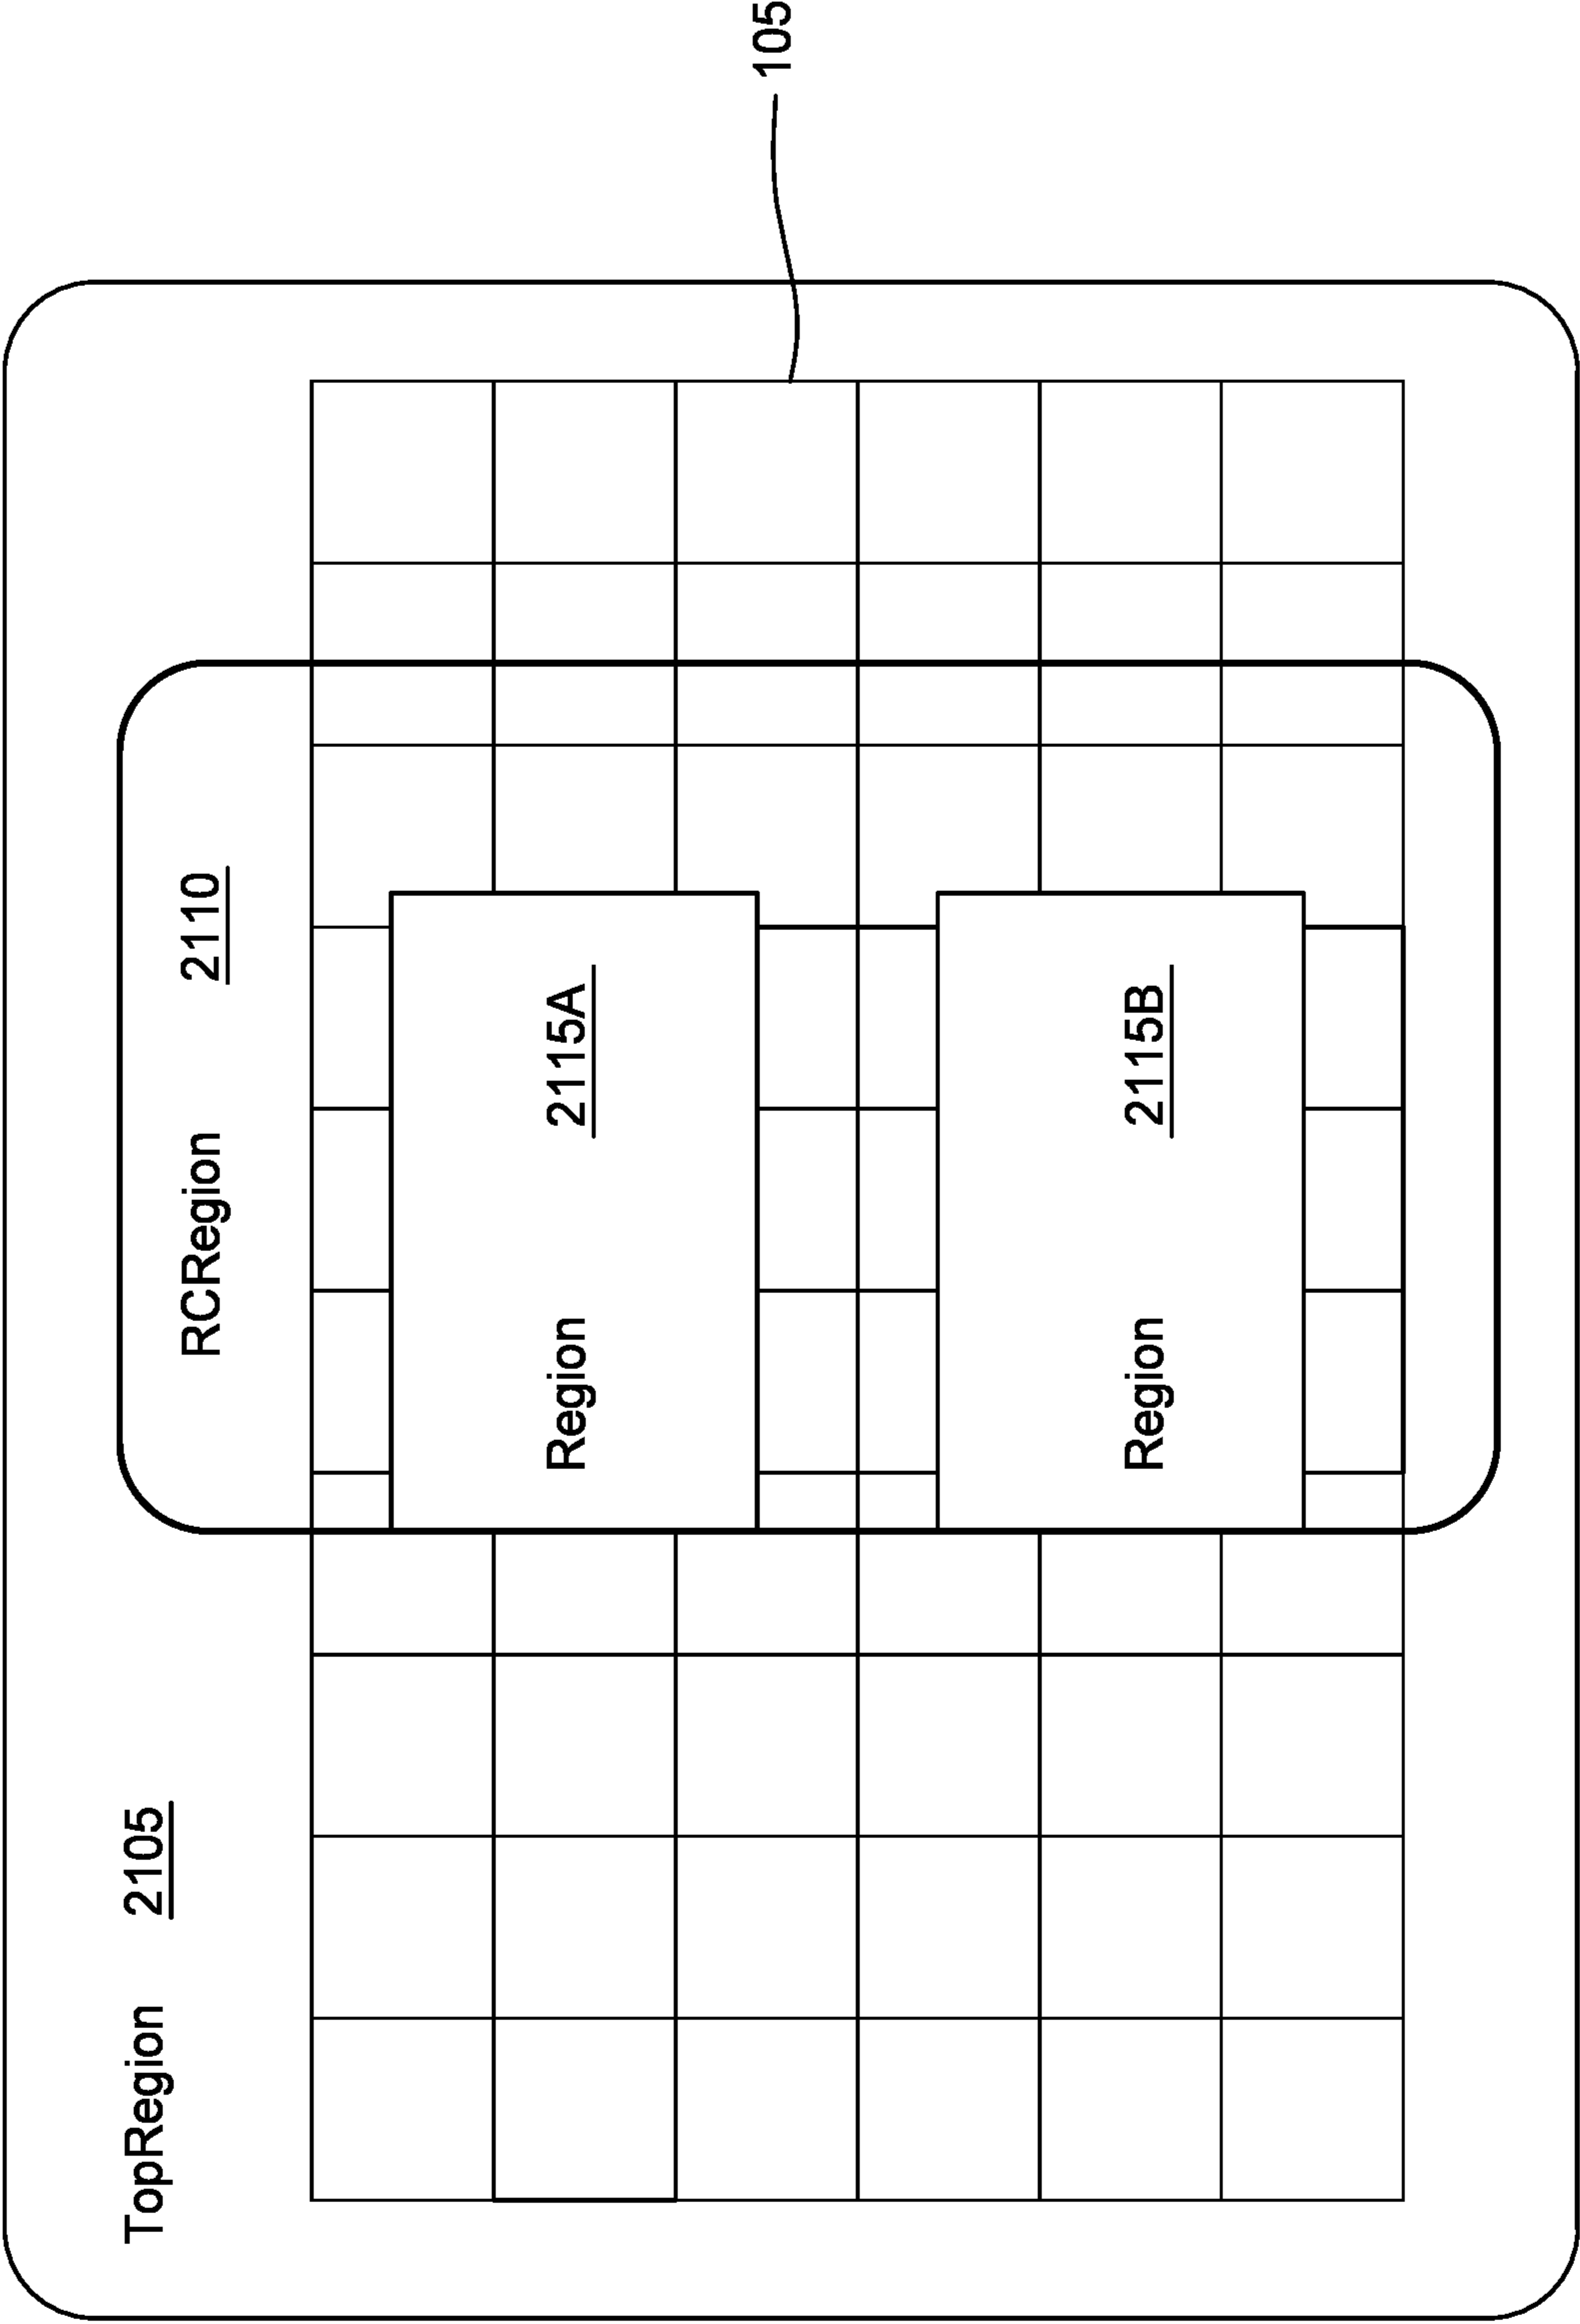 105
TopRegion 2105
RCRegion 2110
Region 2115A
Region 2115B